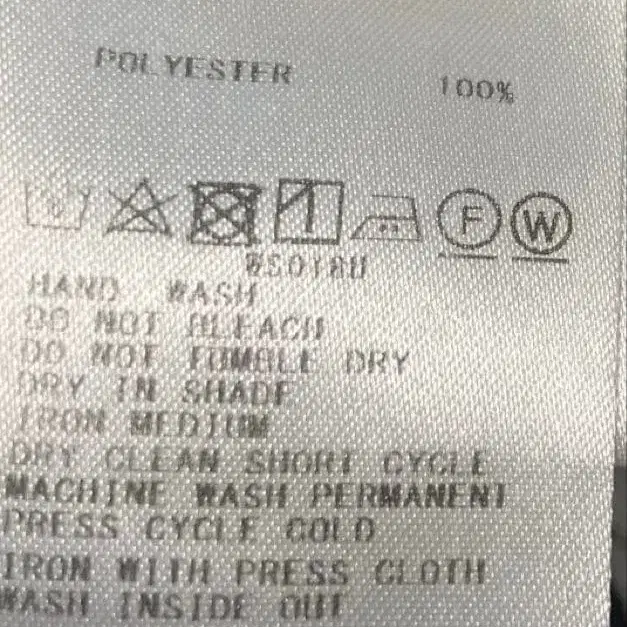 POLYESTER 100%
F W
HAND WASH
DO NOT BLEACH
DO NOT TUMBLE DRY
DRY IN SHADE
IRON MEDIUM
DRY CLEAN SHORT CYCLE
MACHINE WASH PERMANENT
PRESS CYCLE COLD
IRON WITH PRESS CLOTH
WASH INSIDE OUT